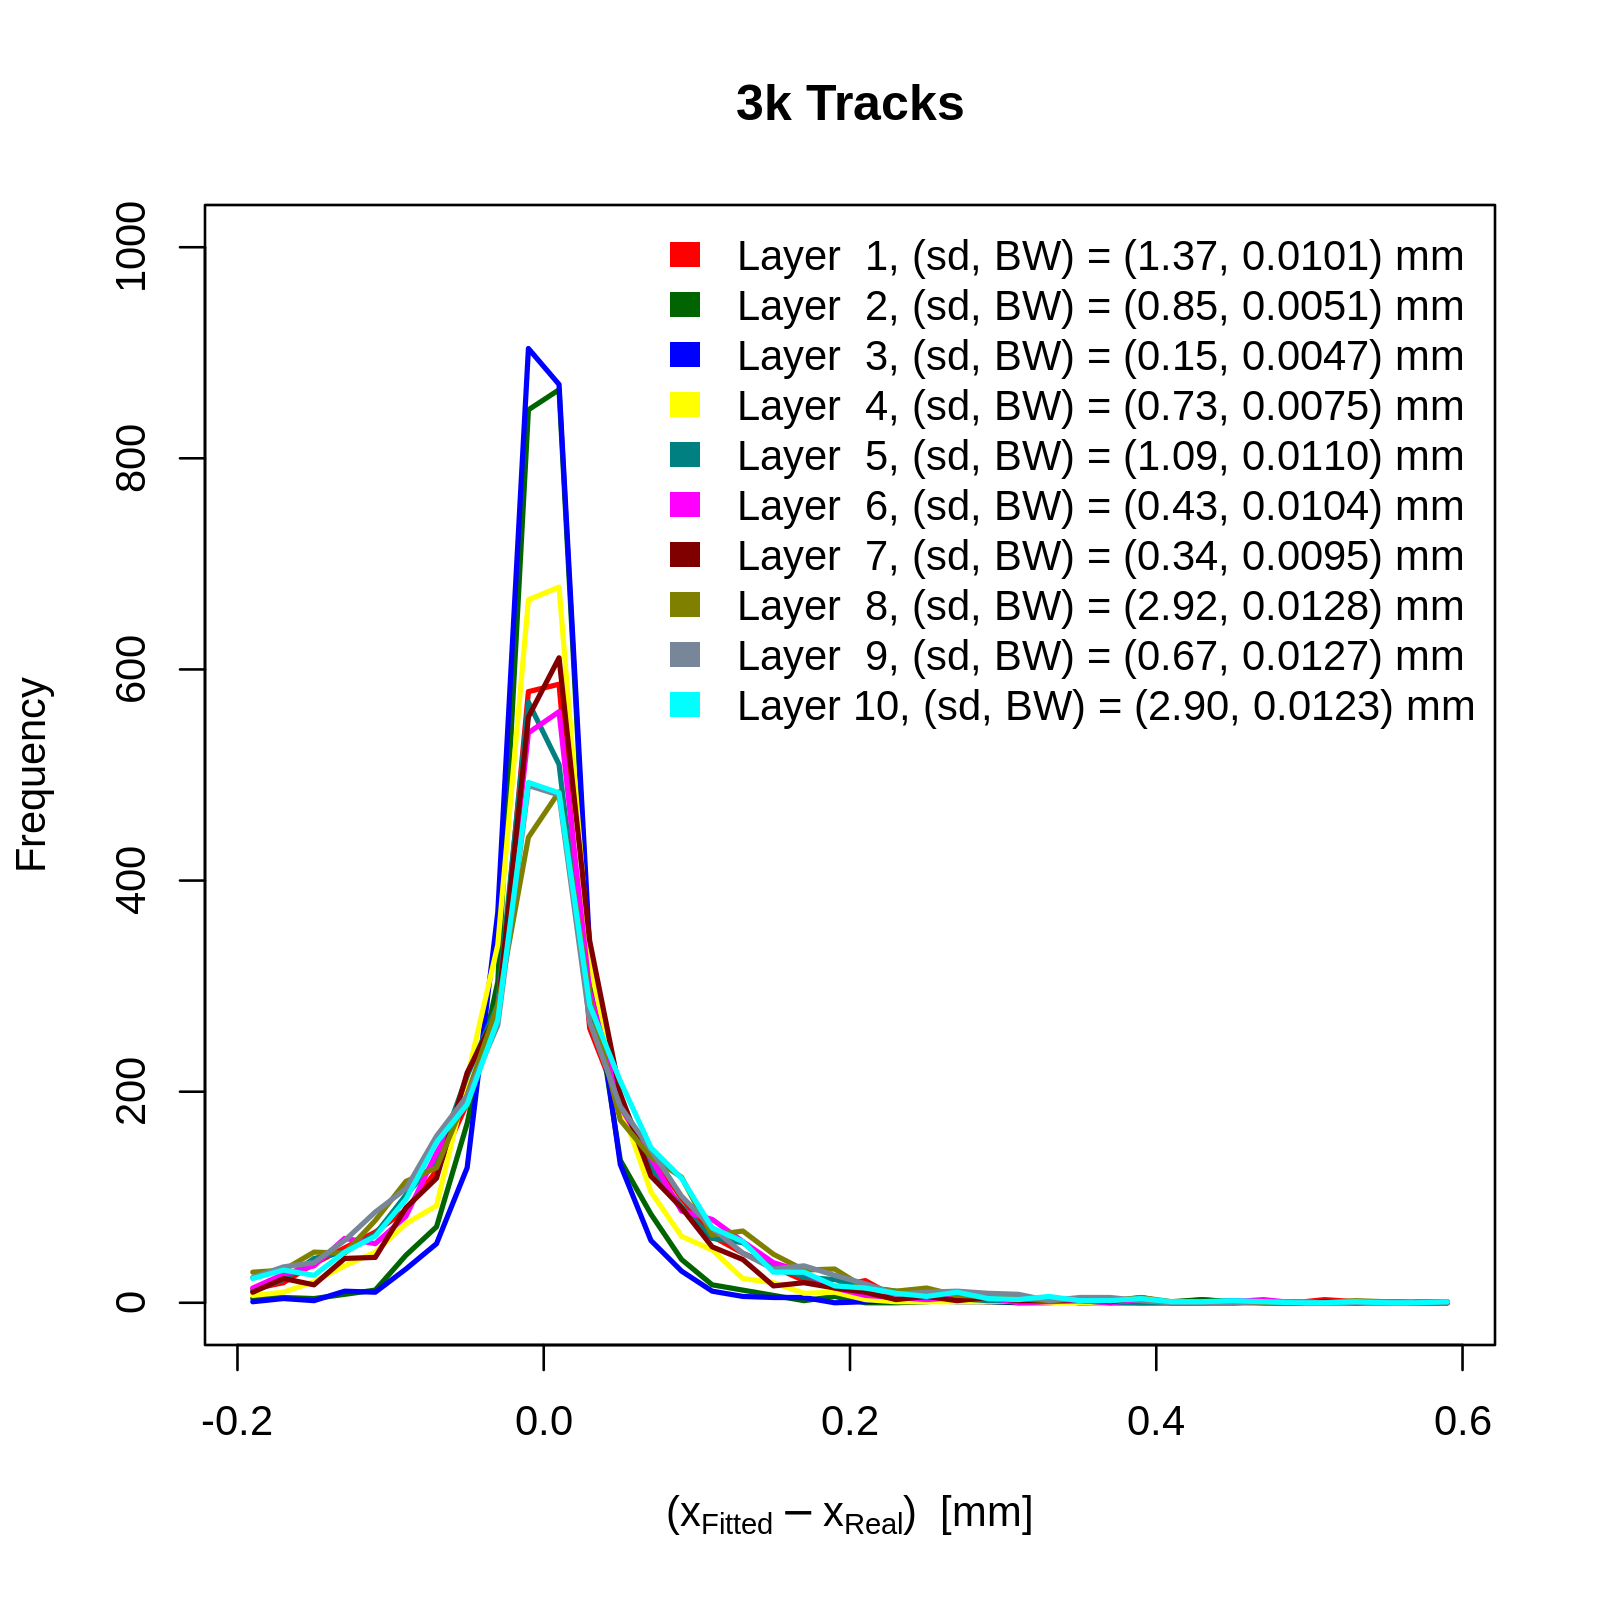 3k Tracks
Layer  1, (sd, BW) = (1.37, 0.0101) mm
Layer  2, (sd, BW) = (0.85, 0.0051) mm
Layer  3, (sd, BW) = (0.15, 0.0047) mm
Layer  4, (sd, BW) = (0.73, 0.0075) mm
Layer  5, (sd, BW) = (1.09, 0.0110) mm
Layer  6, (sd, BW) = (0.43, 0.0104) mm
Layer  7, (sd, BW) = (0.34, 0.0095) mm
Layer  8, (sd, BW) = (2.92, 0.0128) mm
Layer  9, (sd, BW) = (0.67, 0.0127) mm
Layer 10, (sd, BW) = (2.90, 0.0123) mm
Frequency
1000
800
600
400
200
0
-0.2 0.0 0.2 0.4 0.6
(xFitted − xReal)  [mm]